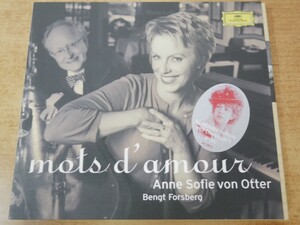 mots d'amour
Anne Sofie von Otter
Bengt Forsberg